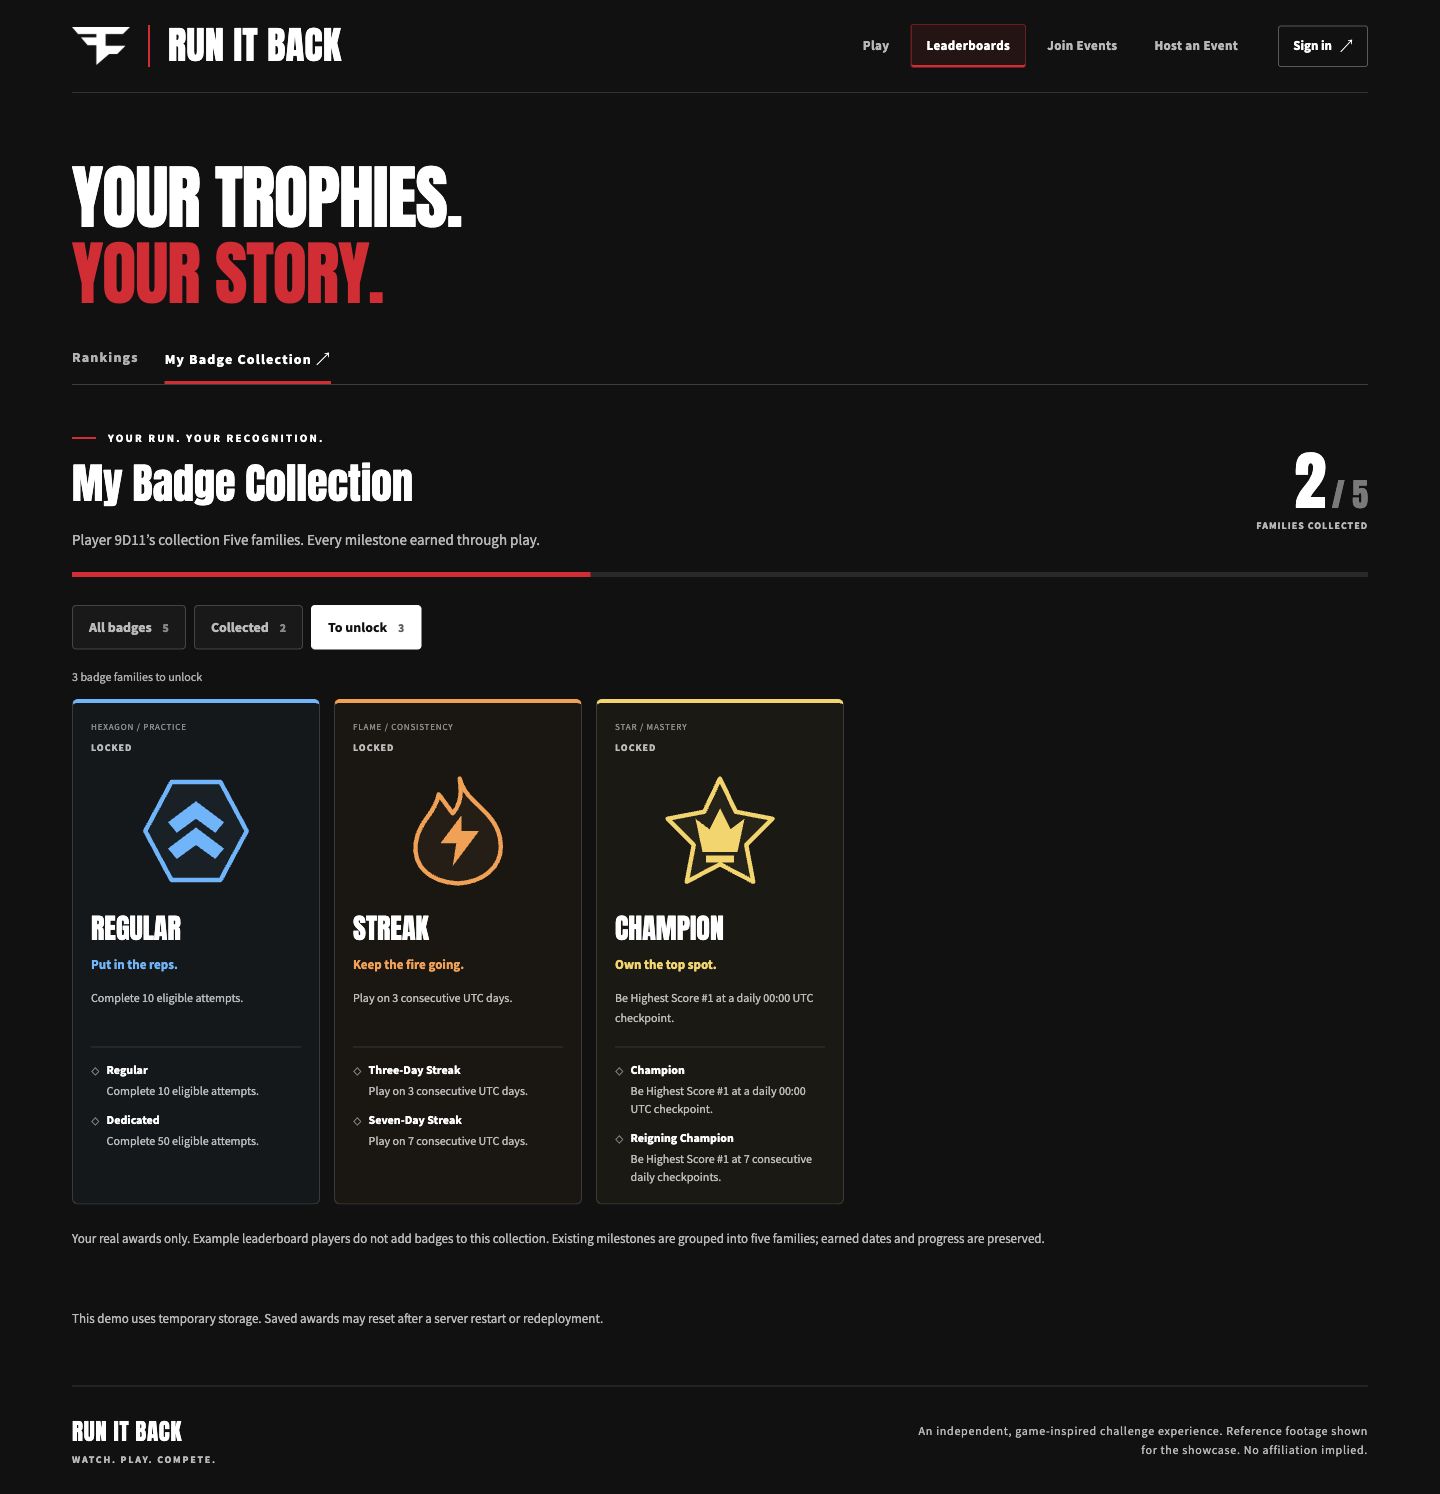 RUN IT BACK
Play
Leaderboards
Join Events
Host an Event
Sign in ↗
YOUR TROPHIES.
YOUR STORY.
Rankings
My Badge Collection ↗
YOUR RUN. YOUR RECOGNITION.
My Badge Collection
2 / 5
FAMILIES COLLECTED
Player 9D11's collection Five families. Every milestone earned through play.
All badges 5
Collected 2
To unlock 3
3 badge families to unlock
HEXAGON / PRACTICE
LOCKED
REGULAR
Put in the reps.
Complete 10 eligible attempts.
◇ Regular
Complete 10 eligible attempts.
◇ Dedicated
Complete 50 eligible attempts.
FLAME / CONSISTENCY
LOCKED
STREAK
Keep the fire going.
Play on 3 consecutive UTC days.
◇ Three-Day Streak
Play on 3 consecutive UTC days.
◇ Seven-Day Streak
Play on 7 consecutive UTC days.
STAR / MASTERY
LOCKED
CHAMPION
Own the top spot.
Be Highest Score #1 at a daily 00:00 UTC
checkpoint.
◇ Champion
Be Highest Score #1 at a daily 00:00
UTC checkpoint.
◇ Reigning Champion
Be Highest Score #1 at 7 consecutive
daily checkpoints.
Your real awards only. Example leaderboard players do not add badges to this collection. Existing milestones are grouped into five families; earned dates and progress are preserved.
This demo uses temporary storage. Saved awards may reset after a server restart or redeployment.
RUN IT BACK
WATCH. PLAY. COMPETE.
An independent, game-inspired challenge experience. Reference footage shown
for the showcase. No affiliation implied.